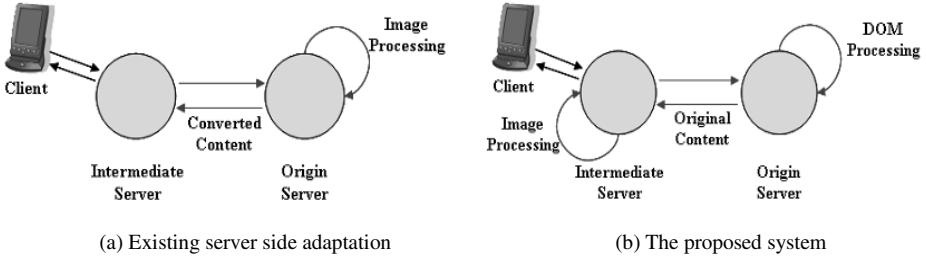 Image
Processing
Client
Converted
Content
Intermediate
Server
Origin
Server
(a) Existing server side adaptation
DOM
Processing
Client
Original
Content
Image
Processing
Intermediate
Server
Origin
Server
(b) The proposed system